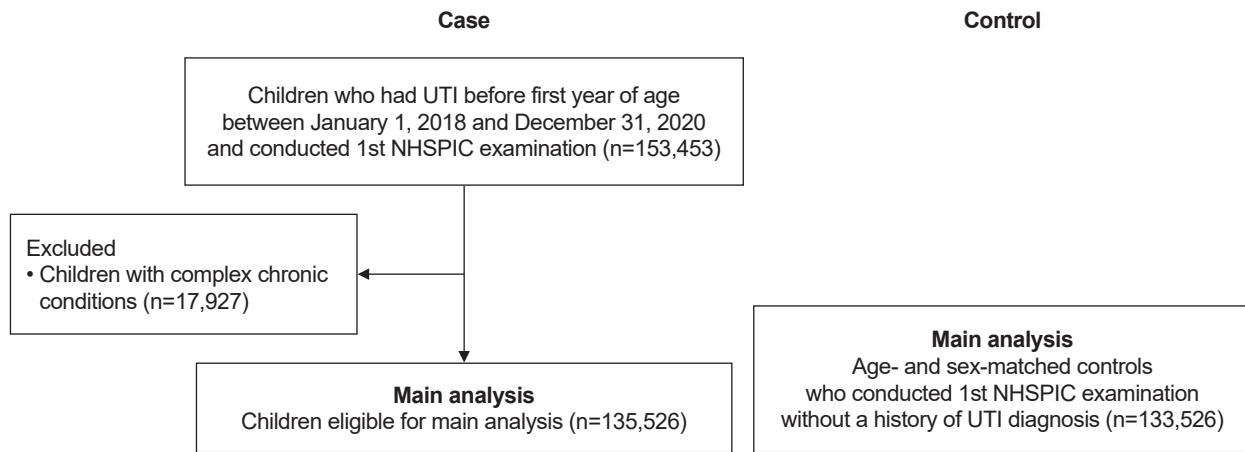 Case
Control
Children who had UTI before first year of age
between January 1, 2018 and December 31, 2020
and conducted 1st NHSPIC examination (n=153,453)
Excluded
• Children with complex chronic
conditions (n=17,927)
Main analysis
Children eligible for main analysis (n=135,526)
Main analysis
Age- and sex-matched controls
who conducted 1st NHSPIC examination
without a history of UTI diagnosis (n=133,526)